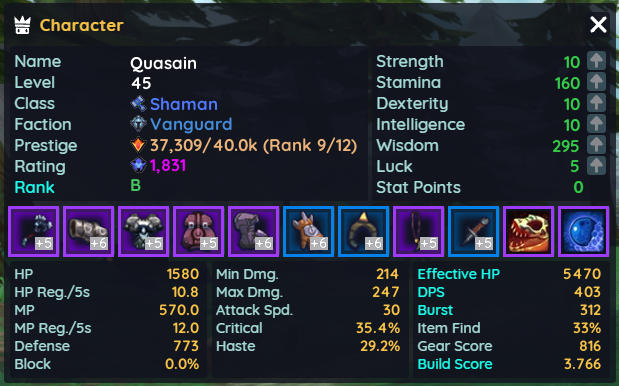 Character
Name Quasain
Level 45
Class Shaman
Faction Vanguard
Prestige 37,309/40.0k (Rank 9/12)
Rating 1,831
Rank B
Strength 10
Stamina 160
Dexterity 10
Intelligence 10
Wisdom 295
Luck 5
Stat Points 0
+5 +6 +5 +5 +6 +6 +6 +5 +5
HP 1580
HP Reg./5s 10.8
MP 570.0
MP Reg./5s 12.0
Defense 773
Block 0.0%
Min Dmg. 214
Max Dmg. 247
Attack Spd. 30
Critical 35.4%
Haste 29.2%
Effective HP 5470
DPS 403
Burst 312
Item Find 33%
Gear Score 816
Build Score 3.766